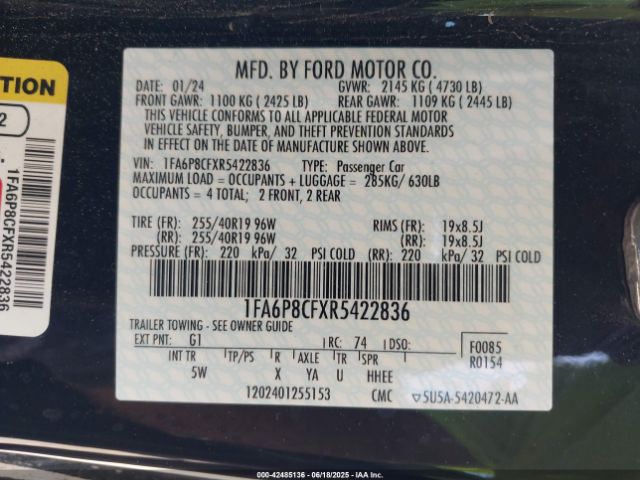 TION
2
1FA6P8CFXR5422836
MFD. BY FORD MOTOR CO.
DATE: 01/24 GVWR: 2145 KG ( 4730 LB)
FRONT GAWR: 1100 KG ( 2425 LB) REAR GAWR: 1109 KG ( 2445 LB)
THIS VEHICLE CONFORMS TO ALL APPLICABLE FEDERAL MOTOR
VEHICLE SAFETY, BUMPER, AND THEFT PREVENTION STANDARDS
IN EFFECT ON THE DATE OF MANUFACTURE SHOWN ABOVE.
VIN: 1FA6P8CFXR5422836 TYPE: Passenger Car
MAXIMUM LOAD = OCCUPANTS + LUGGAGE = 285KG/ 630LB
OCCUPANTS = 4 TOTAL; 2 FRONT, 2 REAR
TIRE (FR): 255/40R19 96W RIMS (FR): 19x8.5J
(RR): 255/40R19 96W (RR): 19x8.5J
PRESSURE (FR): 220 kPa/ 32 PSI COLD (RR): 220 kPa/ 32 PSI COLD
1FA6P8CFXR5422836
TRAILER TOWING - SEE OWNER GUIDE
EXT PNT: G1 RC: 74 DSO: F0085
INT TR TP/PS R AXLE TR SPR R0154
5W X YA U HHEE
1202401255153 CMC 5U5A-5420472-AA
000-42485136 - 06/18/2025 - IAA Inc.